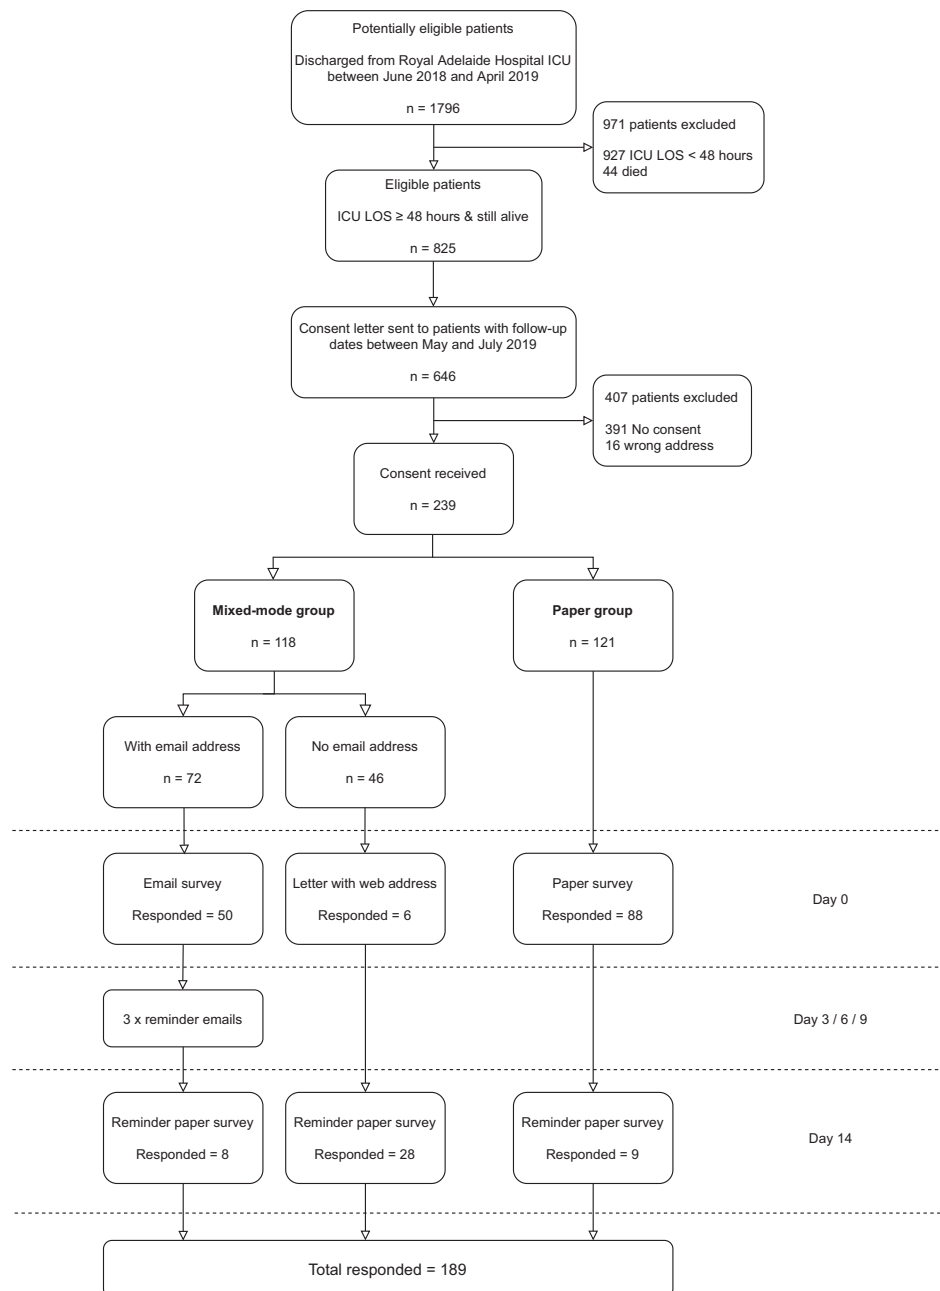 Potentially eligible patients
Discharged from Royal Adelaide Hospital ICU
between June 2018 and April 2019
n = 1796
971 patients excluded
927 ICU LOS < 48 hours
44 died
Eligible patients
ICU LOS ≥ 48 hours & still alive
n = 825
Consent letter sent to patients with follow-up
dates between May and July 2019
n = 646
407 patients excluded
391 No consent
16 wrong address
Consent received
n = 239
Mixed-mode group
n = 118
Paper group
n = 121
With email address
n = 72
No email address
n = 46
Email survey
Responded = 50
Letter with web address
Responded = 6
Paper survey
Responded = 88
Day 0
3 x reminder emails
Day 3 / 6 / 9
Reminder paper survey
Responded = 8
Reminder paper survey
Responded = 28
Reminder paper survey
Responded = 9
Day 14
Total responded = 189